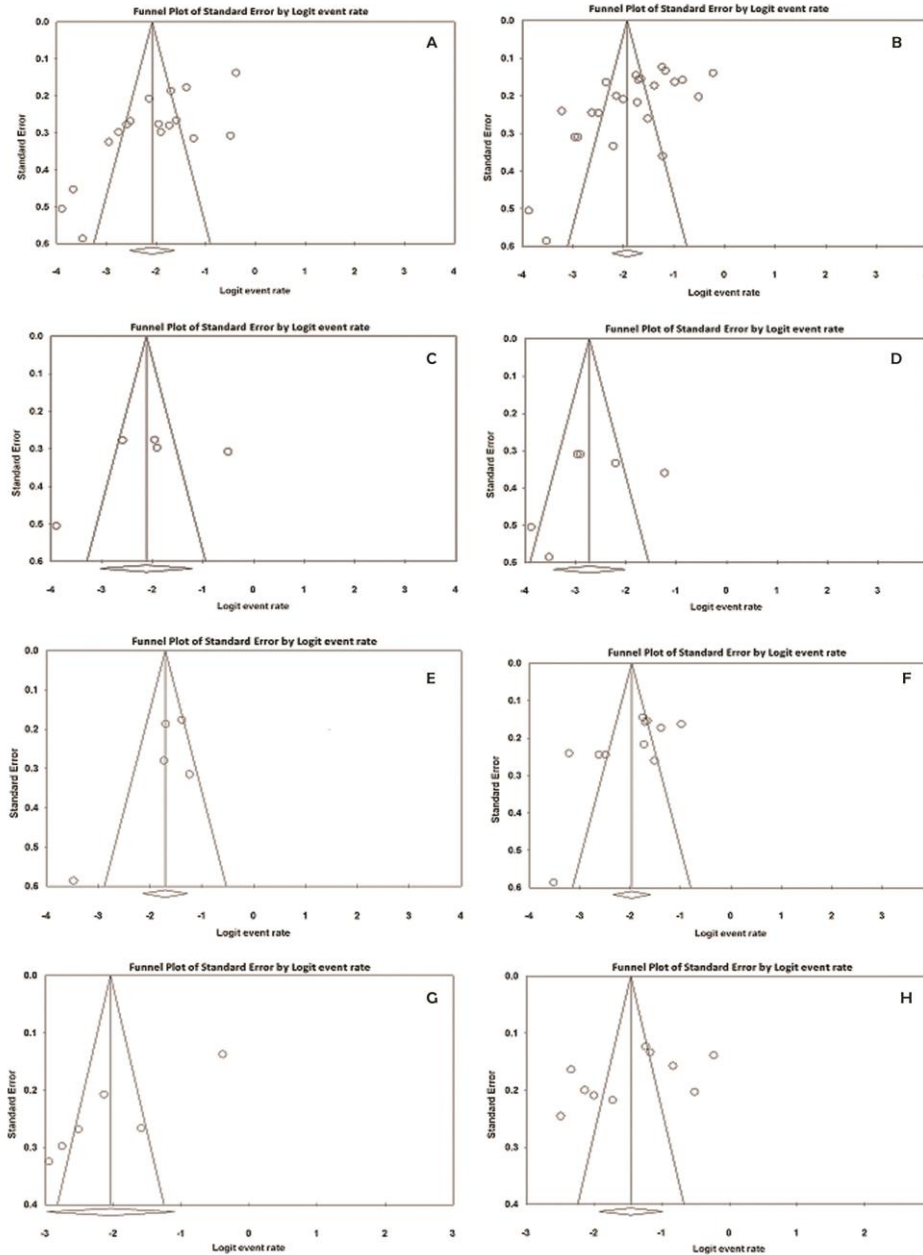 Funnel Plot of Standard Error by Logit event rate
A
Standard Error
0.0
0.1
0.2
0.3
0.4
0.5
0.6
-4 -3 -2 -1 0 1 2 3 4
Logit event rate
Funnel Plot of Standard Error by Logit event rate
B
Standard Error
0.0
0.1
0.2
0.3
0.4
0.5
0.6
-4 -3 -2 -1 0 1 2 3
Logit event rate
Funnel Plot of Standard Error by Logit event rate
C
Standard Error
0.0
0.1
0.2
0.3
0.4
0.5
0.6
-4 -3 -2 -1 0 1 2 3 4
Logit event rate
Funnel Plot of Standard Error by Logit event rate
D
Standard Error
0.0
0.1
0.2
0.3
0.4
0.5
0.6
-4 -3 -2 -1 0 1 2 3
Logit event rate
Funnel Plot of Standard Error by Logit event rate
E
Standard Error
0.0
0.1
0.2
0.3
0.4
0.5
0.6
-4 -3 -2 -1 0 1 2 3 4
Logit event rate
Funnel Plot of Standard Error by Logit event rate
F
Standard Error
0.0
0.1
0.2
0.3
0.4
0.5
0.6
-4 -3 -2 -1 0 1 2 3
Logit event rate
Funnel Plot of Standard Error by Logit event rate
G
Standard Error
0.0
0.1
0.2
0.3
0.4
-3 -2 -1 0 1 2 3
Logit event rate
Funnel Plot of Standard Error by Logit event rate
H
Standard Error
0.0
0.1
0.2
0.3
0.4
-3 -2 -1 0 1 2
Logit event rate